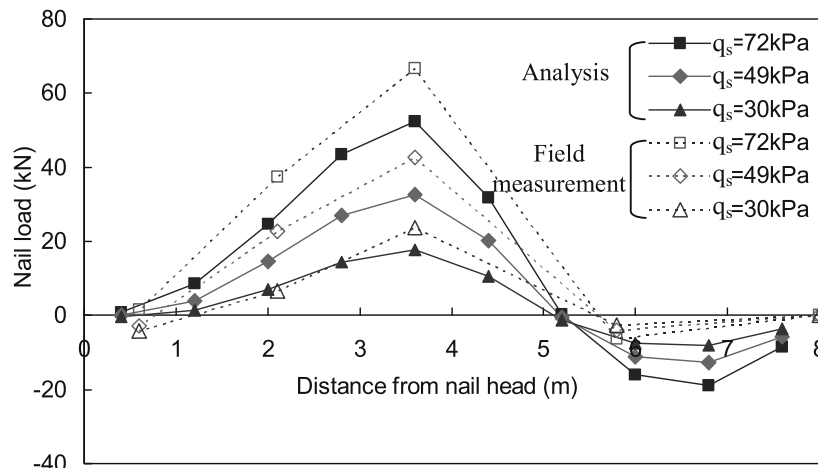 80
60
40
20
0
-20
-40
Nail load (kN)
0 1 2 3 4 5 6 7 8
Distance from nail head (m)
Analysis
qs=72kPa
qs=49kPa
qs=30kPa
Field
measurement
qs=72kPa
qs=49kPa
qs=30kPa